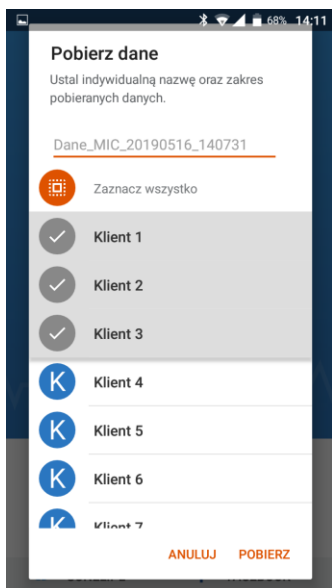 68% 14:11
Pobierz dane
Ustal indywidualną nazwę oraz zakres
pobieranych danych.
Dane_MIC_20190516_140731
Zaznacz wszystko
Klient 1
Klient 2
Klient 3
K Klient 4
K Klient 5
K Klient 6
K Klient 7
ANULUJ POBIERZ